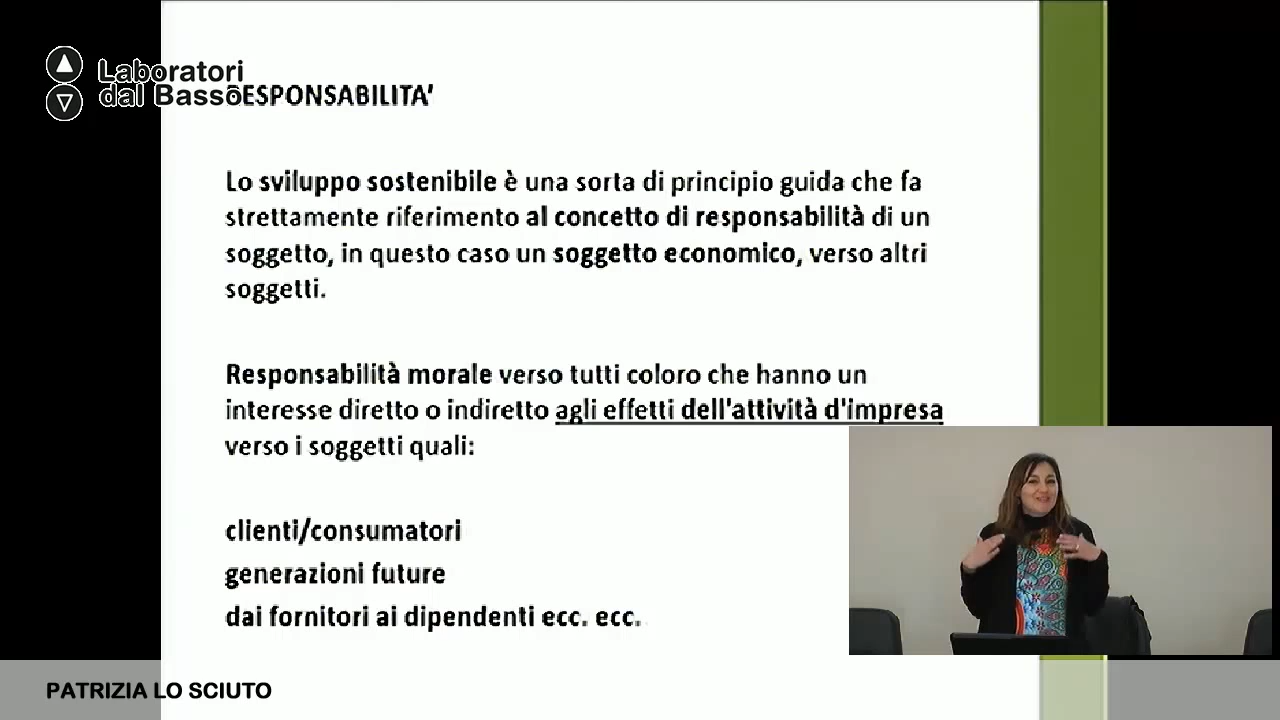 Laboratori
dal Basso
RESPONSABILITA'
Lo sviluppo sostenibile è una sorta di principio guida che fa
strettamente riferimento al concetto di responsabilità di un
soggetto, in questo caso un soggetto economico, verso altri
soggetti.
Responsabilità morale verso tutti coloro che hanno un
interesse diretto o indiretto agli effetti dell'attività d'impresa
verso i soggetti quali:
clienti/consumatori
generazioni future
dai fornitori ai dipendenti ecc. ecc.
PATRIZIA LO SCIUTO